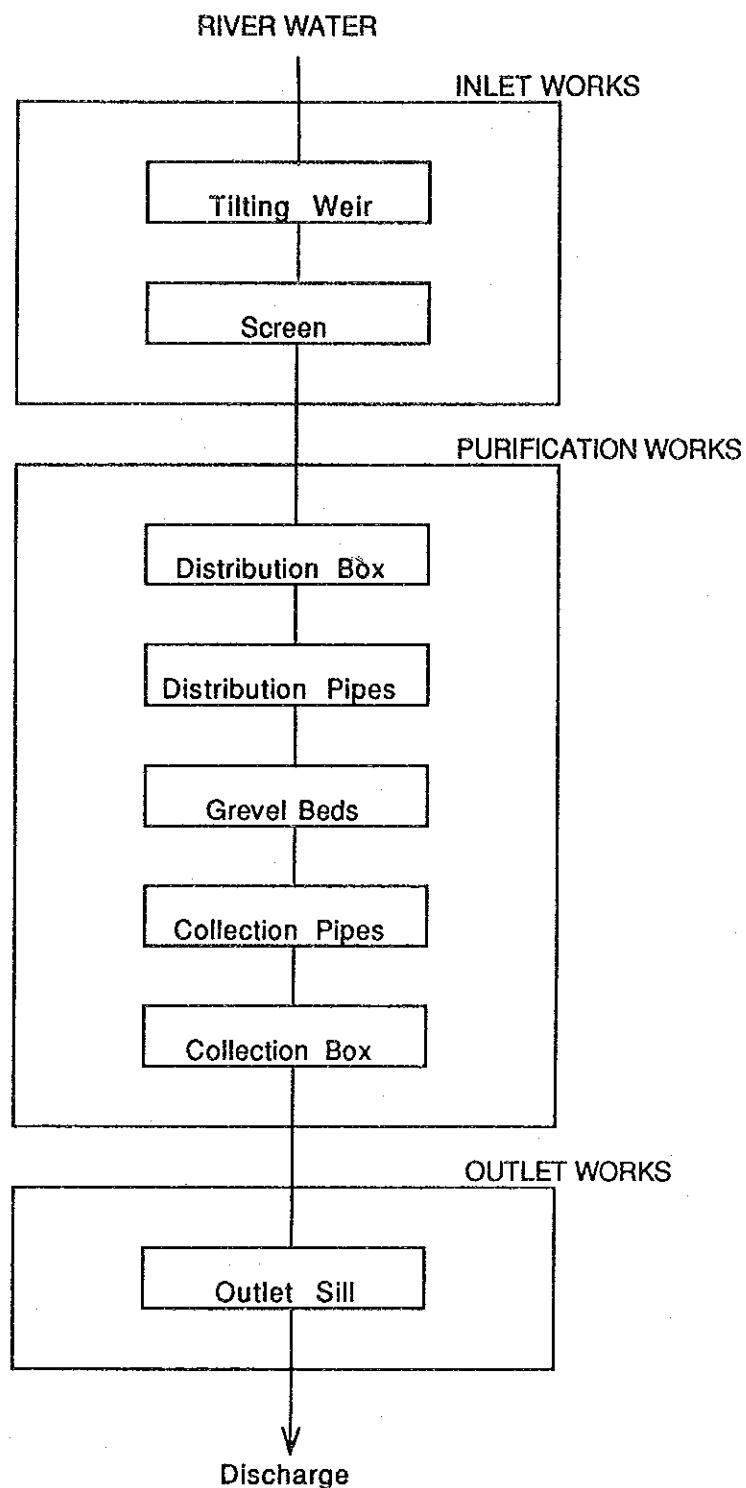 RIVER WATER
INLET WORKS
Tilting Weir
Screen
PURIFICATION WORKS
Distribution Box
Distribution Pipes
Grevel Beds
Collection Pipes
Collection Box
OUTLET WORKS
Outlet Sill
Discharge